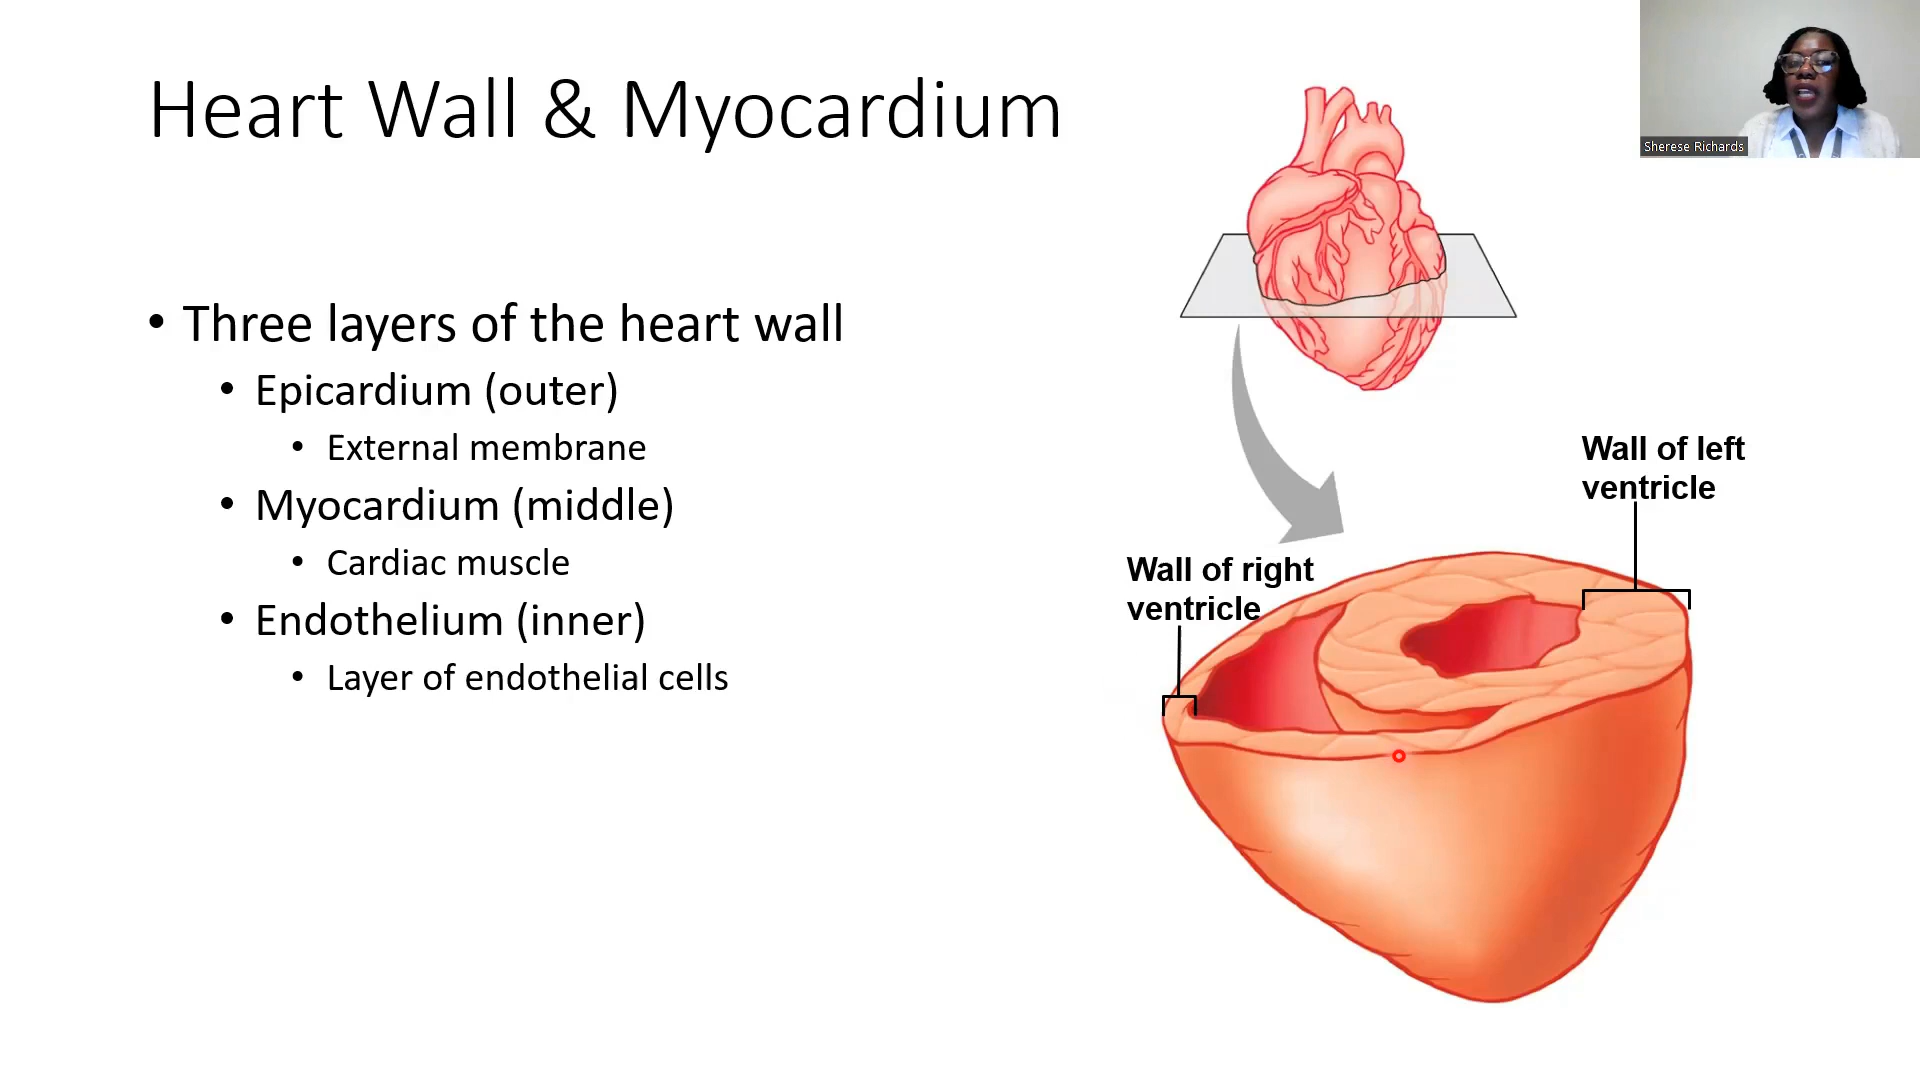 Heart Wall & Myocardium
Sherese Richards
• Three layers of the heart wall
• Epicardium (outer)
• External membrane
• Myocardium (middle)
• Cardiac muscle
• Endothelium (inner)
• Layer of endothelial cells
Wall of left
ventricle
Wall of right
ventricle